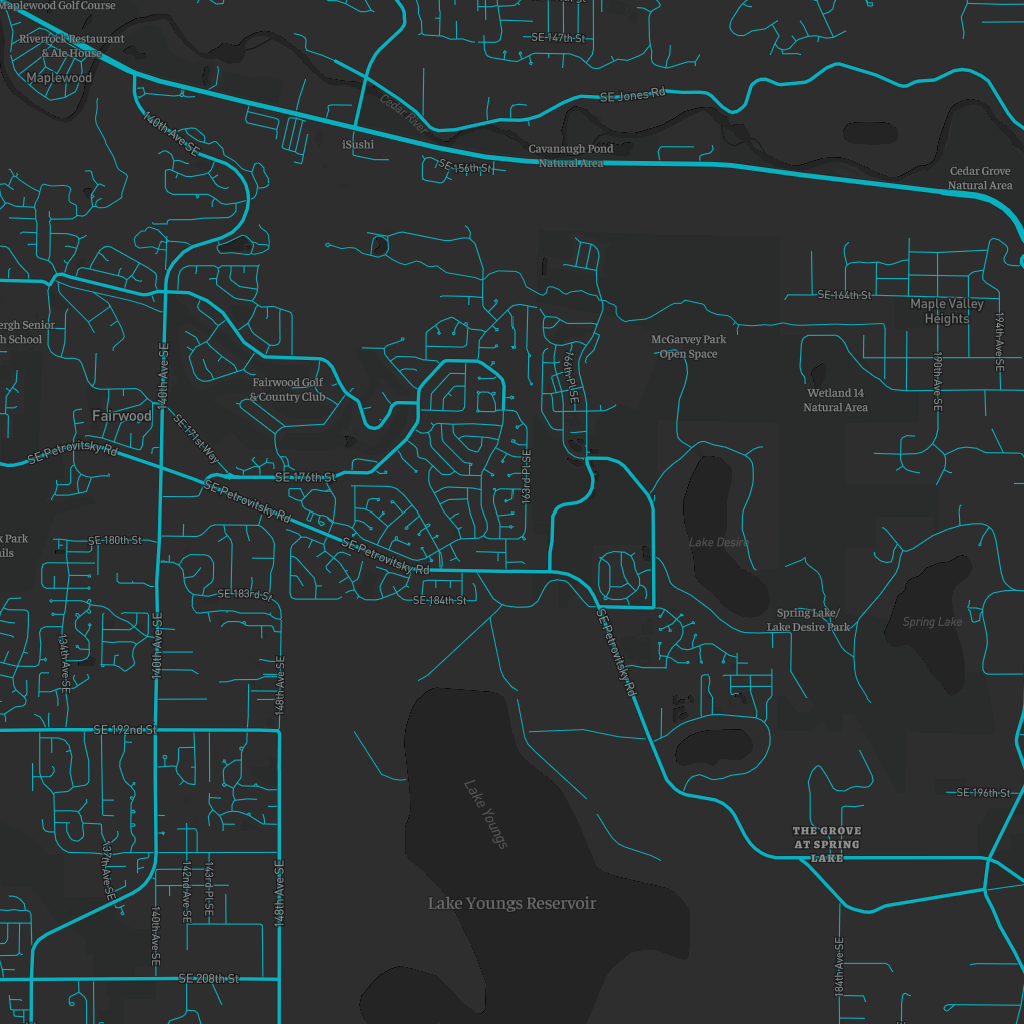 Maplewood Golf Course
SE 147th St
Riverrock Restaurant
& Ale House
Maplewood
SE Jones Rd
Cedar River
140th Ave SE
iSushi
Cavanaugh Pond
Natural Area
SE 156th St
Cedar Grove
Natural Area
SE 164th St
Maple Valley
Heights
194th Ave SE
h School
McGarvey Park
Open Space
140th Ave SE
166th Pl SE
190th Ave SE
Fairwood Golf
& Country Club
Wetland 14
Natural Area
Fairwood
SE 171st Way
SE Petrovitsky Rd
SE 176th St
163rd Pl SE
SE Petrovitsky Rd
Park
ails
SE 180th St
SE Petrovitsky Rd
Lake Desire
SE 183rd St
SE 184th St
Spring Lake/
Lake Desire Park
Spring Lake
134th Ave SE
140th Ave SE
148th Ave SE
SE Petrovitsky Rd
SE 192nd St
SE 196th St
Lake Youngs
THE GROVE
AT SPRING
LAKE
137th Ave SE
142nd Ave SE
143rd Pl SE
148th Ave SE
Lake Youngs Reservoir
140th Ave SE
184th Ave SE
SE 208th St